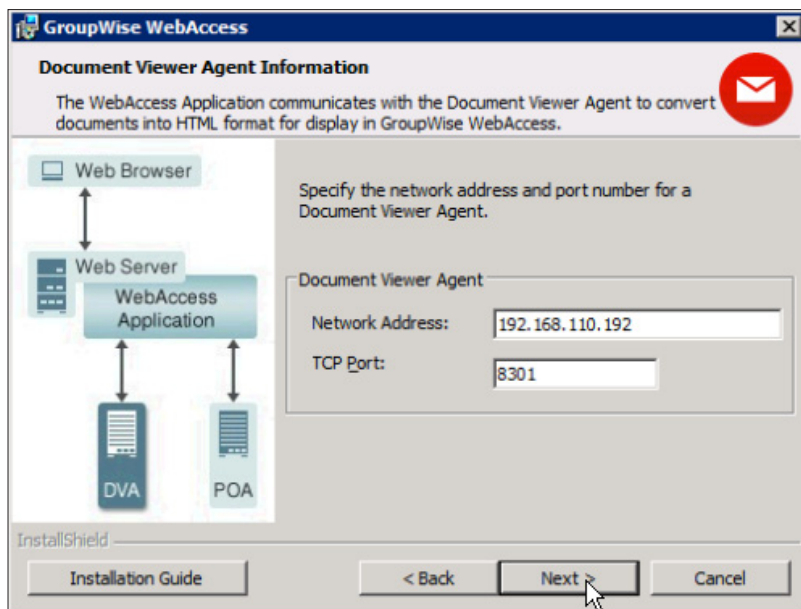 GroupWise WebAccess
Document Viewer Agent Information
The WebAccess Application communicates with the Document Viewer Agent to convert
documents into HTML format for display in GroupWise WebAccess.
Web Browser
Web Server
WebAccess
Application
DVA
POA
Specify the network address and port number for a
Document Viewer Agent.
Document Viewer Agent
Network Address:
192.168.110.192
TCP Port:
8301
InstallShield
Installation Guide
< Back
Next >
Cancel